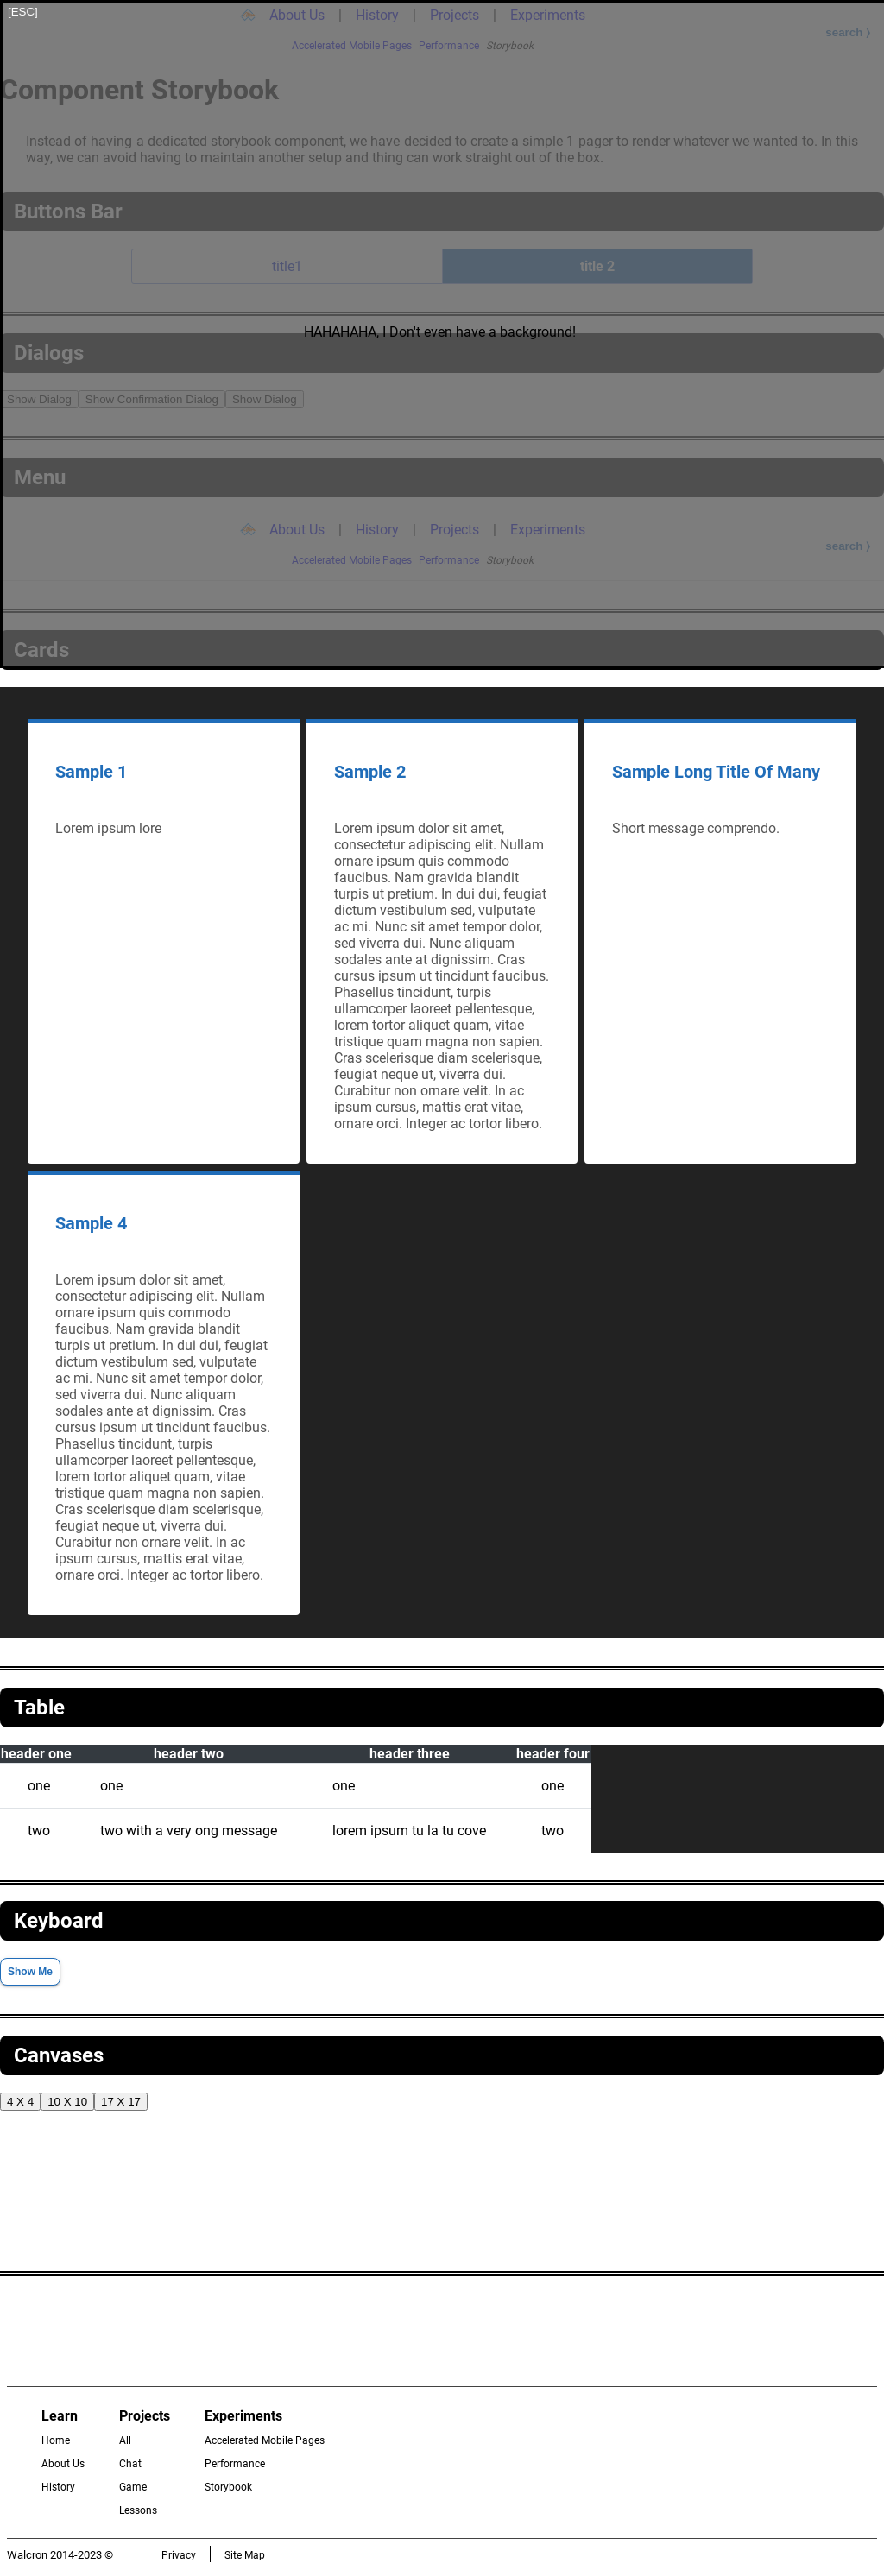 [ESC]
About Us | History | Projects | Experiments
search ⟩
Accelerated Mobile Pages Performance Storybook
Component Storybook
Instead of having a dedicated storybook component, we have decided to create a simple 1 pager to render whatever we wanted to. In this
way, we can avoid having to maintain another setup and thing can work straight out of the box.
Buttons Bar
title1 title 2
HAHAHAHA, I Don't even have a background!
Dialogs
Show Dialog Show Confirmation Dialog Show Dialog
Menu
About Us | History | Projects | Experiments
search ⟩
Accelerated Mobile Pages Performance Storybook
Cards
Sample 1
Lorem ipsum lore
Sample 2
Lorem ipsum dolor sit amet,
consectetur adipiscing elit. Nullam
ornare ipsum quis commodo
faucibus. Nam gravida blandit
turpis ut pretium. In dui dui, feugiat
dictum vestibulum sed, vulputate
ac mi. Nunc sit amet tempor dolor,
sed viverra dui. Nunc aliquam
sodales ante at dignissim. Cras
cursus ipsum ut tincidunt faucibus.
Phasellus tincidunt, turpis
ullamcorper laoreet pellentesque,
lorem tortor aliquet quam, vitae
tristique quam magna non sapien.
Cras scelerisque diam scelerisque,
feugiat neque ut, viverra dui.
Curabitur non ornare velit. In ac
ipsum cursus, mattis erat vitae,
ornare orci. Integer ac tortor libero.
Sample Long Title Of Many
Short message comprendo.
Sample 4
Lorem ipsum dolor sit amet,
consectetur adipiscing elit. Nullam
ornare ipsum quis commodo
faucibus. Nam gravida blandit
turpis ut pretium. In dui dui, feugiat
dictum vestibulum sed, vulputate
ac mi. Nunc sit amet tempor dolor,
sed viverra dui. Nunc aliquam
sodales ante at dignissim. Cras
cursus ipsum ut tincidunt faucibus.
Phasellus tincidunt, turpis
ullamcorper laoreet pellentesque,
lorem tortor aliquet quam, vitae
tristique quam magna non sapien.
Cras scelerisque diam scelerisque,
feugiat neque ut, viverra dui.
Curabitur non ornare velit. In ac
ipsum cursus, mattis erat vitae,
ornare orci. Integer ac tortor libero.
Table
header one header two header three header four
one one one one
two two with a very ong message lorem ipsum tu la tu cove two
Keyboard
Show Me
Canvases
4 X 4 10 X 10 17 X 17
Learn
Home
About Us
History
Projects
All
Chat
Game
Lessons
Experiments
Accelerated Mobile Pages
Performance
Storybook
Walcron 2014-2023 © Privacy Site Map